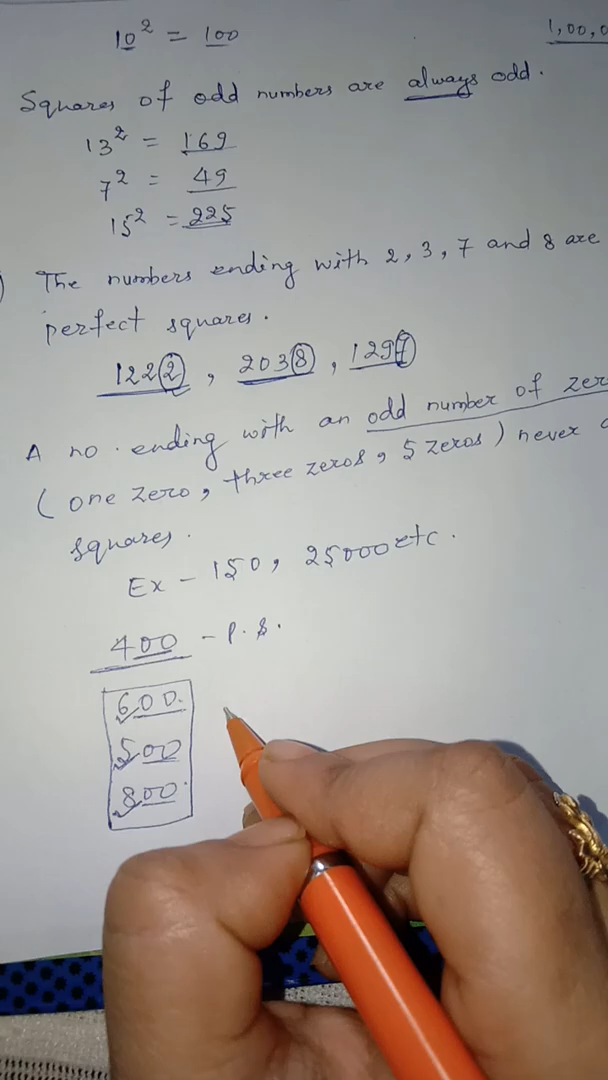 10² = 100
1,00,0
Squares of odd numbers are always odd.
13² = 169
7² = 49
15² = 225
) The numbers ending with 2, 3, 7 and 8 are
perfect squares.
1222, 2038, 1297
A no. ending with an odd number of zer
(one zero, three zeros, 5 zeros) never
squares.
Ex - 150, 25000 etc.
400 - P.S.
600.
500
800.